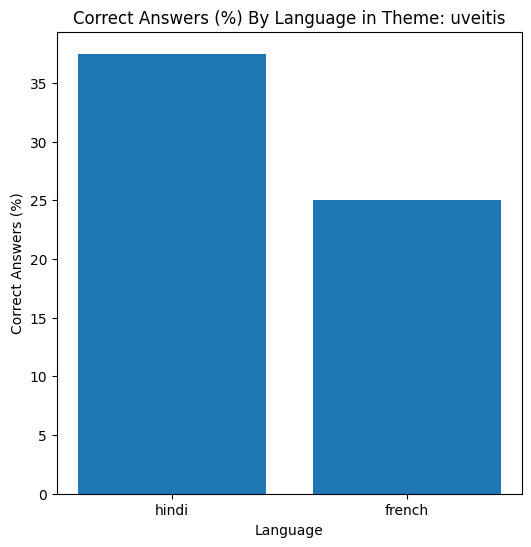 Correct Answers (%) By Language in Theme: uveitis
Correct Answers (%)
35
30
25
20
15
10
5
0
hindi french
Language